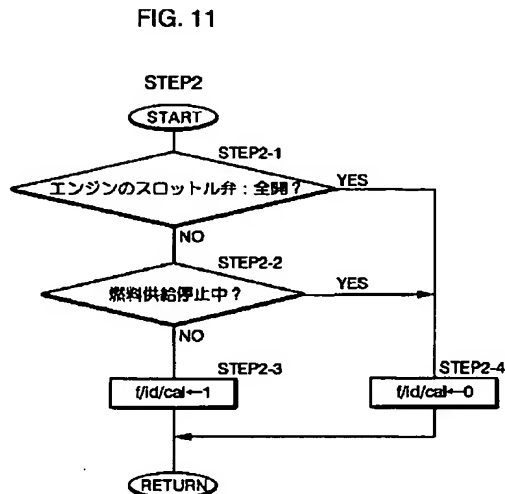 FIG. 11
STEP2
START
STEP2-1
エンジンのスロットル弁：全開？
YES
NO
STEP2-2
燃料供給停止中？
YES
NO
STEP2-3
STEP2-4
f/id/cal←1
f/id/cal←0
RETURN